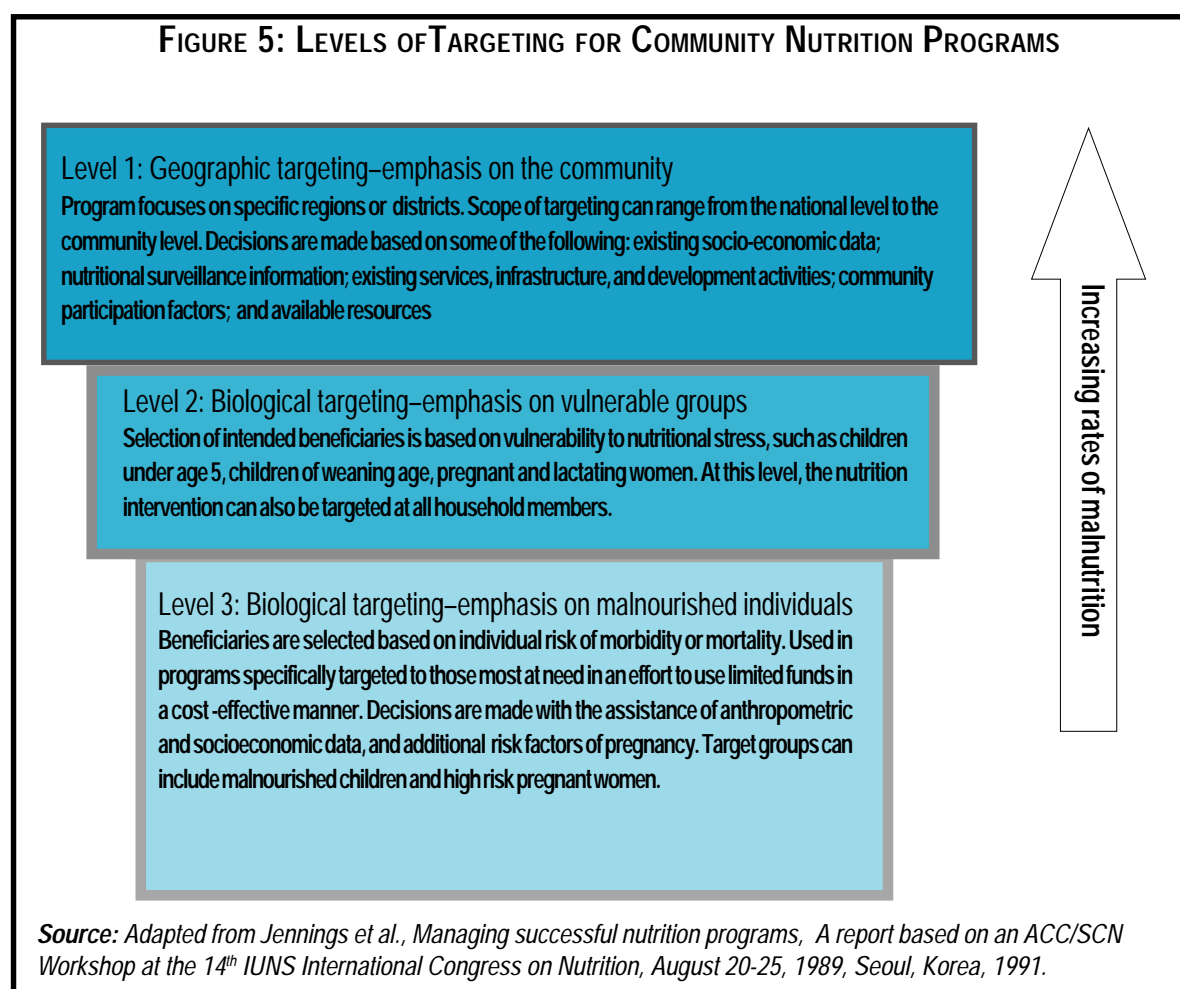 FIGURE 5: LEVELS OF TARGETING FOR COMMUNITY NUTRITION PROGRAMS
Level 1: Geographic targeting–emphasis on the community
Program focuses on specific regions or districts. Scope of targeting can range from the national level to the
community level. Decisions are made based on some of the following: existing socio-economic data;
nutritional surveillance information; existing services, infrastructure, and development activities; community
participation factors; and available resources
Level 2: Biological targeting–emphasis on vulnerable groups
Selection of intended beneficiaries is based on vulnerability to nutritional stress, such as children
under age 5, children of weaning age, pregnant and lactating women. At this level, the nutrition
intervention can also be targeted at all household members.
Level 3: Biological targeting–emphasis on malnourished individuals
Beneficiaries are selected based on individual risk of morbidity or mortality. Used in
programs specifically targeted to those most at need in an effort to use limited funds in
a cost -effective manner. Decisions are made with the assistance of anthropometric
and socioeconomic data, and additional risk factors of pregnancy. Target groups can
include malnourished children and high risk pregnant women.
Increasing rates of malnutrition
Source: Adapted from Jennings et al., Managing successful nutrition programs, A report based on an ACC/SCN
Workshop at the 14th IUNS International Congress on Nutrition, August 20-25, 1989, Seoul, Korea, 1991.